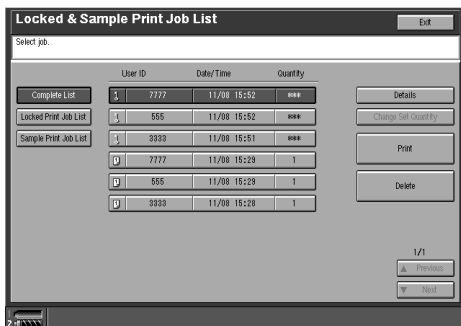 Locked & Sample Print Job List
Exit
Select job.
User ID Date/Time Quantity
Complete List 7777 11/08 15:52 *** Details
Locked Print Job List 555 11/08 15:52 *** Change Set Quantity
Sample Print Job List 3333 11/08 15:51 *** Print
7777 11/08 15:29 1
555 11/08 15:29 1 Delete
3333 11/08 15:28 1
1/1
▲ Previous
▼ Next